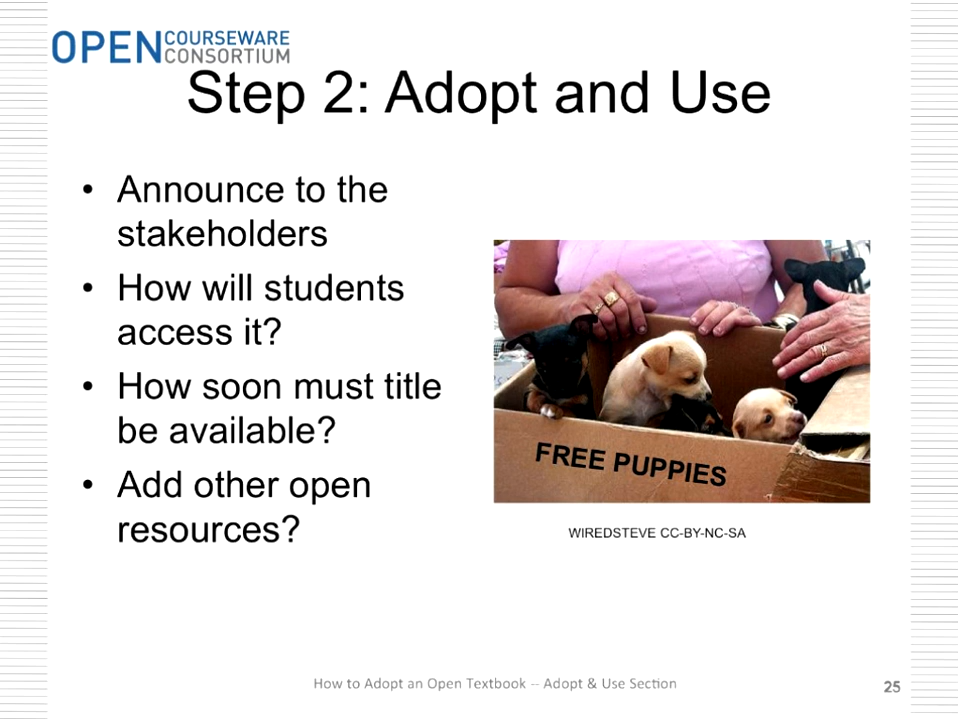 OPEN COURSEWARE
CONSORTIUM
Step 2: Adopt and Use
• Announce to the
stakeholders
• How will students
access it?
• How soon must title
be available?
• Add other open
resources?
FREE PUPPIES
WIREDSTEVE CC-BY-NC-SA
How to Adopt an Open Textbook -- Adopt & Use Section
25